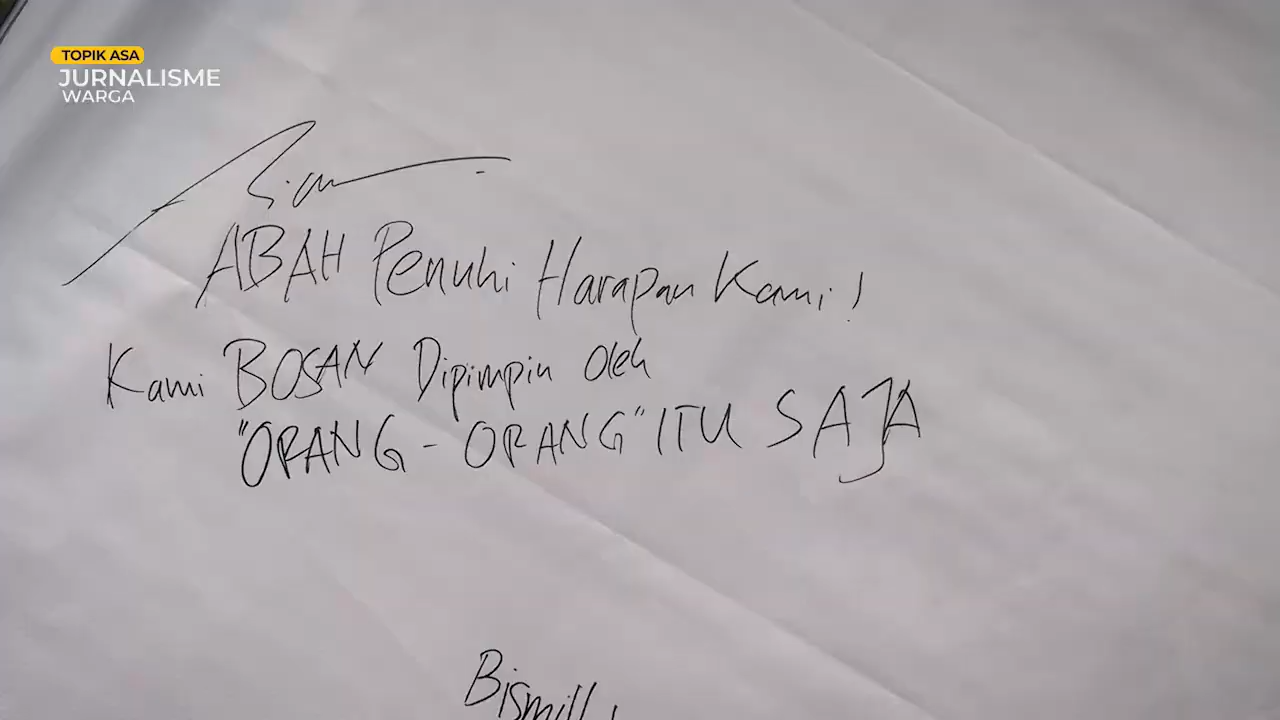 TOPIK ASA
JURNALISME
WARGA
ABAH Penuhi Harapan Kami!
Kami BOSAN Dipimpin Oleh
"ORANG - ORANG" ITU SAJA